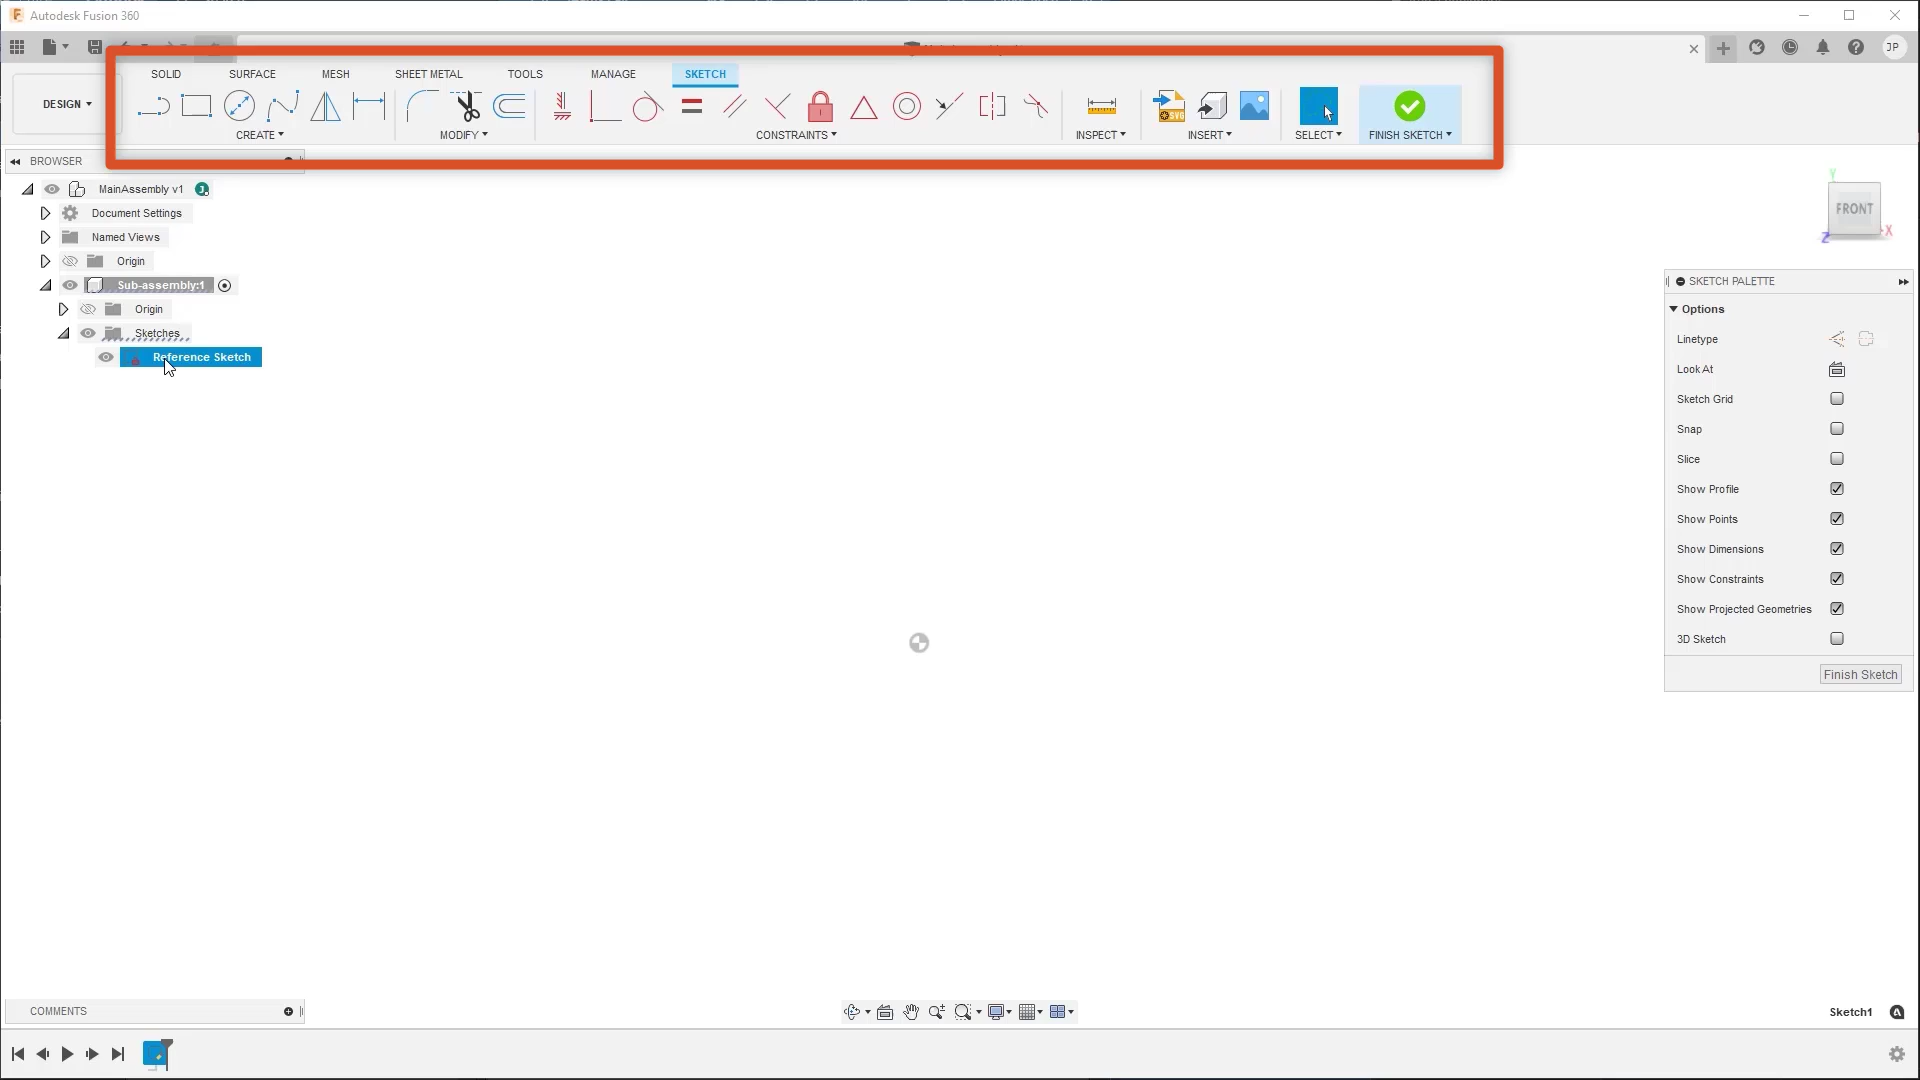 Autodesk Fusion 360
JP
SOLID SURFACE MESH SHEET METAL TOOLS MANAGE SKETCH
DESIGN
SVG
CREATE MODIFY CONSTRAINTS INSPECT INSERT SELECT FINISH SKETCH
BROWSER
MainAssembly v1
Document Settings
Named Views
Origin
Sub-assembly:1
Origin
Sketches
Reference Sketch
Y
FRONT
X
Z
SKETCH PALETTE
Options
Linetype
Look At
Sketch Grid
Snap
Slice
Show Profile
Show Points
Show Dimensions
Show Constraints
Show Projected Geometries
3D Sketch
Finish Sketch
COMMENTS
Sketch1